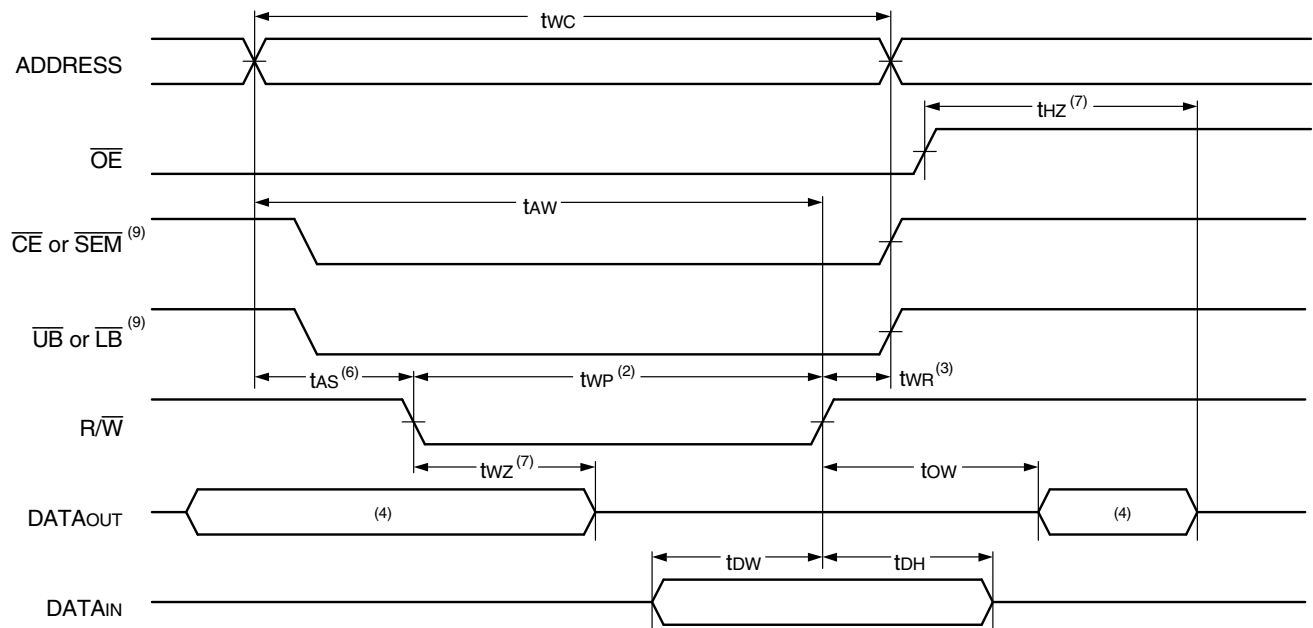 tWC
ADDRESS
tHZ (7)
OE
tAW
CE or SEM (9)
UB or LB (9)
tAS (6)
tWP (2)
tWR (3)
R/W
tWZ (7)
tOW
DATAOUT
(4)
(4)
tDW
tDH
DATAIN